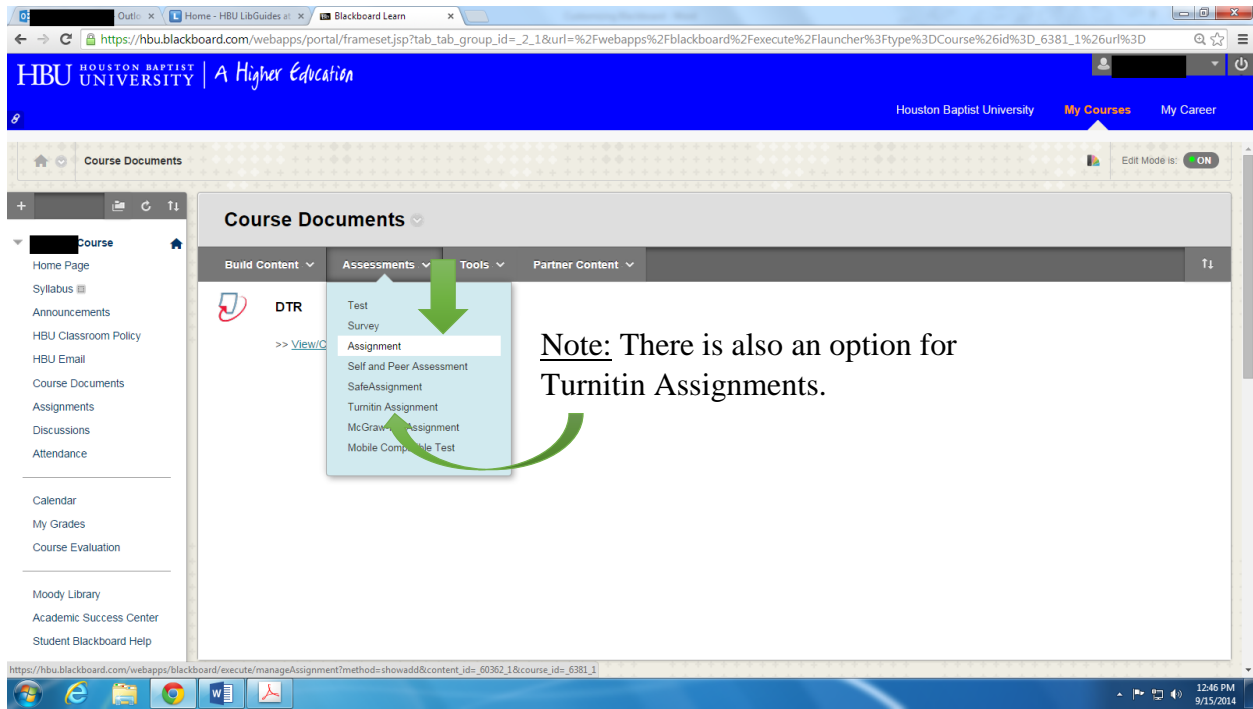 Outlo
Home - HBU LibGuides at
Blackboard Learn
https://hbu.blackboard.com/webapps/portal/frameset.jsp?tab_tab_group_id=_2_1&url=%2Fwebapps%2Fblackboard%2Fexecute%2Flauncher%3Ftype%3DCourse%26id%3D_6381_1%26url%3D
HBU HOUSTON BAPTIST UNIVERSITY | A Higher Education
Houston Baptist University My Courses My Career
Course Documents
Edit Mode is: ON
Course Documents
Course
Home Page
Syllabus
Announcements
HBU Classroom Policy
HBU Email
Course Documents
Assignments
Discussions
Attendance
Calendar
My Grades
Course Evaluation
Moody Library
Academic Success Center
Student Blackboard Help
Build Content Assessments Tools Partner Content
DTR
>> View/C
Test
Survey
Assignment
Self and Peer Assessment
SafeAssignment
Turnitin Assignment
McGraw Assignment
Mobile Test
Note: There is also an option for
Turnitin Assignments.
https://hbu.blackboard.com/webapps/blackboard/execute/manageAssignment?method=showadd&content_id=_60362_1&course_id=_6381_1
12:46 PM
9/15/2014